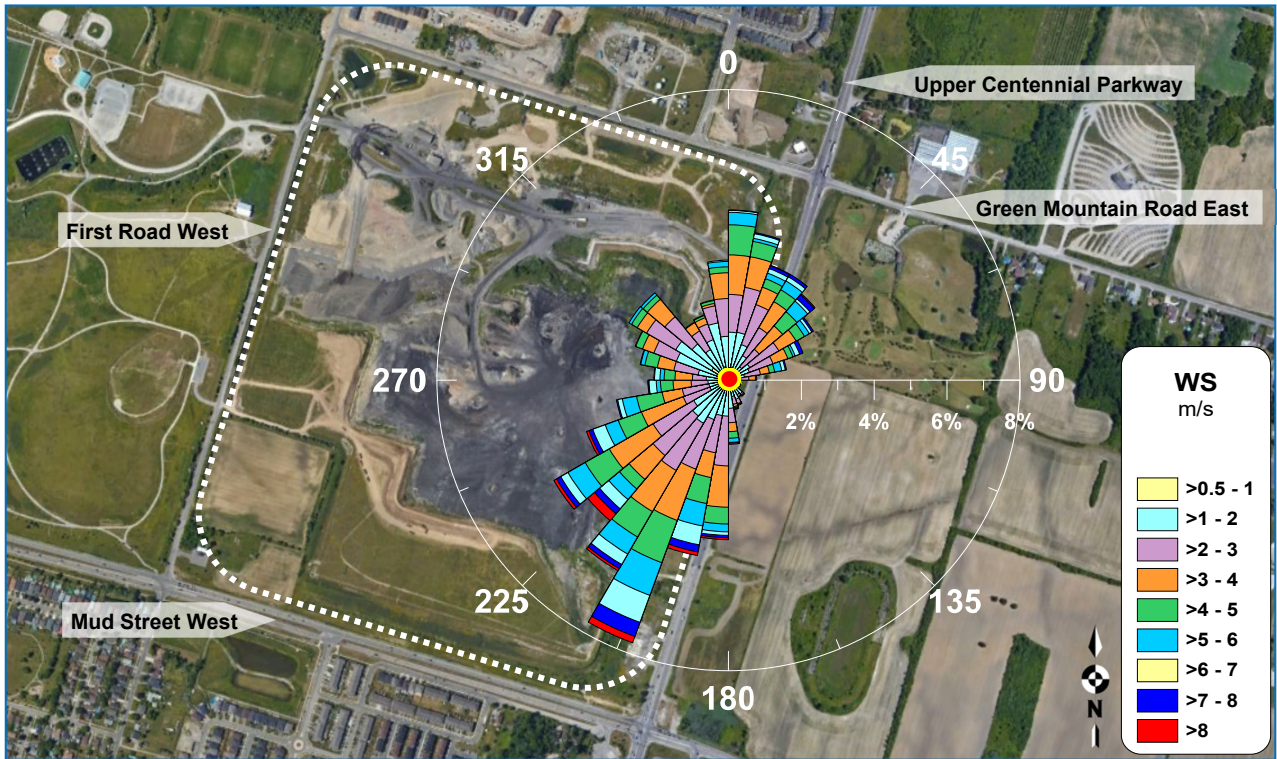 0
Upper Centennial Parkway
315
45
Green Mountain Road East
First Road West
270
90
2%
4%
6%
8%
WS
m/s
>0.5 - 1
>1 - 2
>2 - 3
>3 - 4
>4 - 5
>5 - 6
>6 - 7
>7 - 8
>8
225
135
Mud Street West
180
N